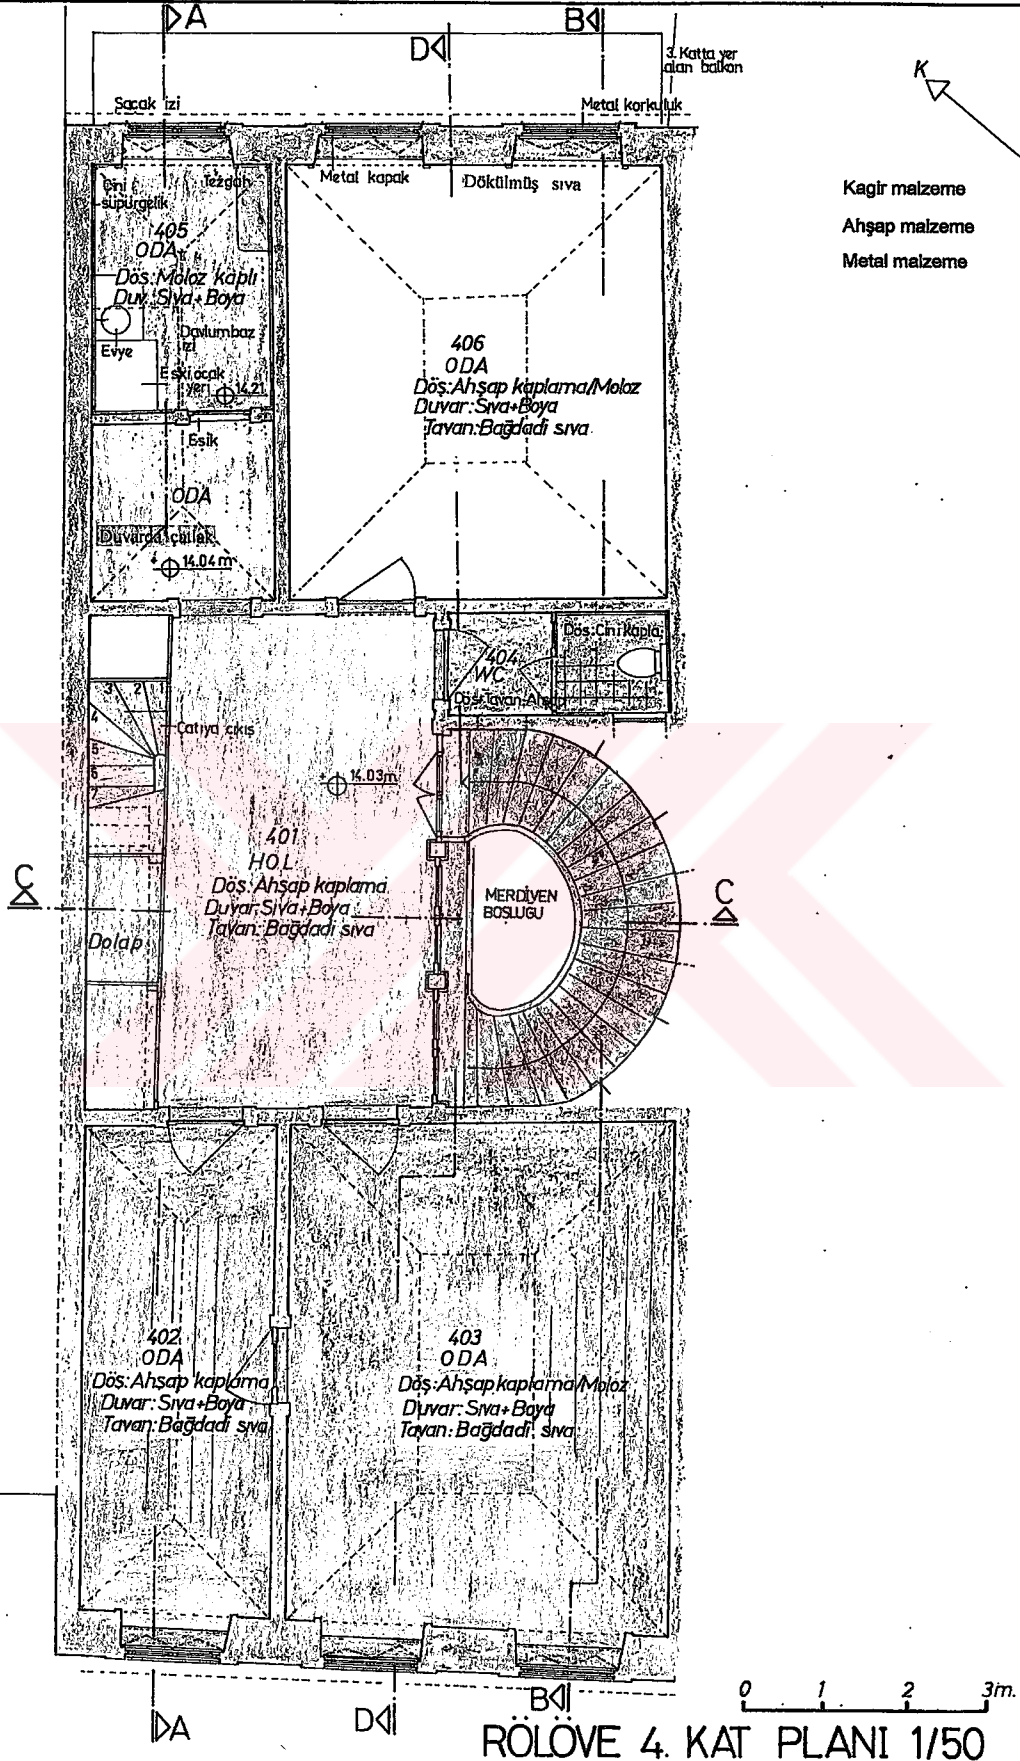 A
D
B
3. Katta yer
alan balkon
K
Saçak izi
Metal korkuluk
Çini
süpürgelik
Tezgah
Metal kapak
Dökülmüş sıva
Kagir malzeme
Ahşap malzeme
Metal malzeme
405
ODA
Döş: Moloz kaplı
Duv: Sıva+Boya
Davlumbaz
izi
Evye
Eski ocak
yeri
14.21
Eşik
406
ODA
Döş: Ahşap kaplama/Moloz
Duvar: Sıva+Boya
Tavan: Bağdadi sıva
ODA
Duvarda çatlak
14.04 m
Döş: Çini kapla.
404
WC
Döş: Tavan: Ahşap
1
2
3
4
5
6
7
Çatıya çıkış
14.03m
401
HOL
Döş: Ahşap kaplama
Duvar: Sıva+Boya
Tavan: Bağdadi sıva
C
C
MERDİVEN
BOŞLUĞU
Dolap
402
ODA
Döş: Ahşap kaplama
Duvar: Sıva+Boya
Tavan: Bağdadi sıva
403
ODA
Döş: Ahşap kaplama/Moloz
Duvar: Sıva+Boya
Tavan: Bağdadi sıva
A
D
B
0 1 2 3m.
RÖLÖVE 4. KAT PLANI 1/50